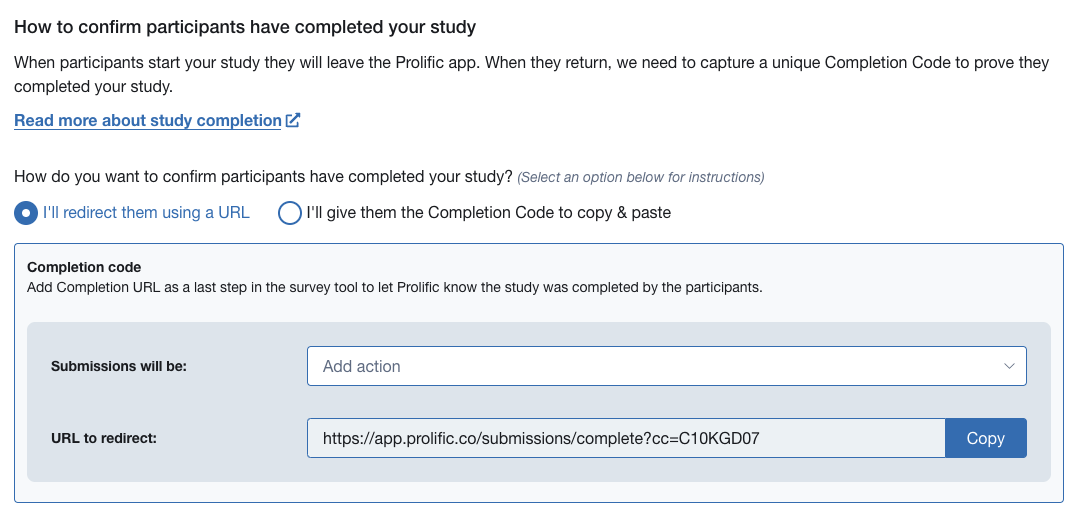 How to confirm participants have completed your study
When participants start your study they will leave the Prolific app. When they return, we need to capture a unique Completion Code to prove they
completed your study.
Read more about study completion
How do you want to confirm participants have completed your study? (Select an option below for instructions)
I'll redirect them using a URL I'll give them the Completion Code to copy & paste
Completion code
Add Completion URL as a last step in the survey tool to let Prolific know the study was completed by the participants.
Submissions will be: Add action
URL to redirect: https://app.prolific.co/submissions/complete?cc=C10KGD07 Copy